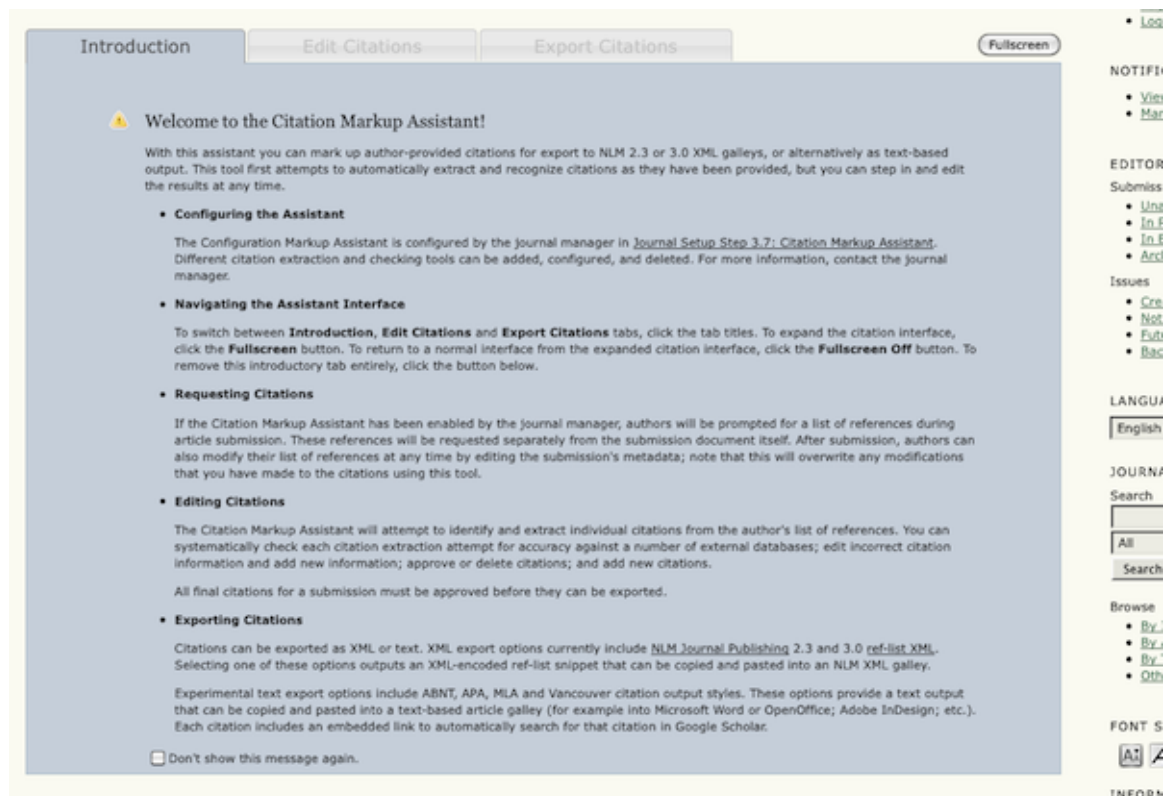 Introduction
Edit Citations
Export Citations
Fullscreen
Welcome to the Citation Markup Assistant!
With this assistant you can mark up author-provided citations for export to NLM 2.3 or 3.0 XML galleys, or alternatively as text-based
output. This tool first attempts to automatically extract and recognize citations as they have been provided, but you can step in and edit
the results at any time.
• Configuring the Assistant
The Configuration Markup Assistant is configured by the journal manager in Journal Setup Step 3.7: Citation Markup Assistant.
Different citation extraction and checking tools can be added, configured, and deleted. For more information, contact the journal
manager.
• Navigating the Assistant Interface
To switch between Introduction, Edit Citations and Export Citations tabs, click the tab titles. To expand the citation interface,
click the Fullscreen button. To return to a normal interface from the expanded citation interface, click the Fullscreen Off button. To
remove this introductory tab entirely, click the button below.
• Requesting Citations
If the Citation Markup Assistant has been enabled by the journal manager, authors will be prompted for a list of references during
article submission. These references will be requested separately from the submission document itself. After submission, authors can
also modify their list of references at any time by editing the submission's metadata; note that this will overwrite any modifications
that you have made to the citations using this tool.
• Editing Citations
The Citation Markup Assistant will attempt to identify and extract individual citations from the author's list of references. You can
systematically check each citation extraction attempt for accuracy against a number of external databases; edit incorrect citation
information and add new information; approve or delete citations; and add new citations.
All final citations for a submission must be approved before they can be exported.
• Exporting Citations
Citations can be exported as XML or text. XML export options currently include NLM Journal Publishing 2.3 and 3.0 ref-list XML.
Selecting one of these options outputs an XML-encoded ref-list snippet that can be copied and pasted into an NLM XML galley.
Experimental text export options include ABNT, APA, MLA and Vancouver citation output styles. These options provide a text output
that can be copied and pasted into a text-based article galley (for example into Microsoft Word or OpenOffice; Adobe InDesign; etc.).
Each citation includes an embedded link to automatically search for that citation in Google Scholar.
Don't show this message again.
• Log
NOTIFI
• View
• Mar
EDITOR
Submiss
• Una
• In
• In
• Arc
Issues
• Cre
• Not
• Futu
• Bac
LANGUA
English
JOURNA
Search
All
Search
Browse
• By
• By
• By
• Oth
FONT S
INFORM